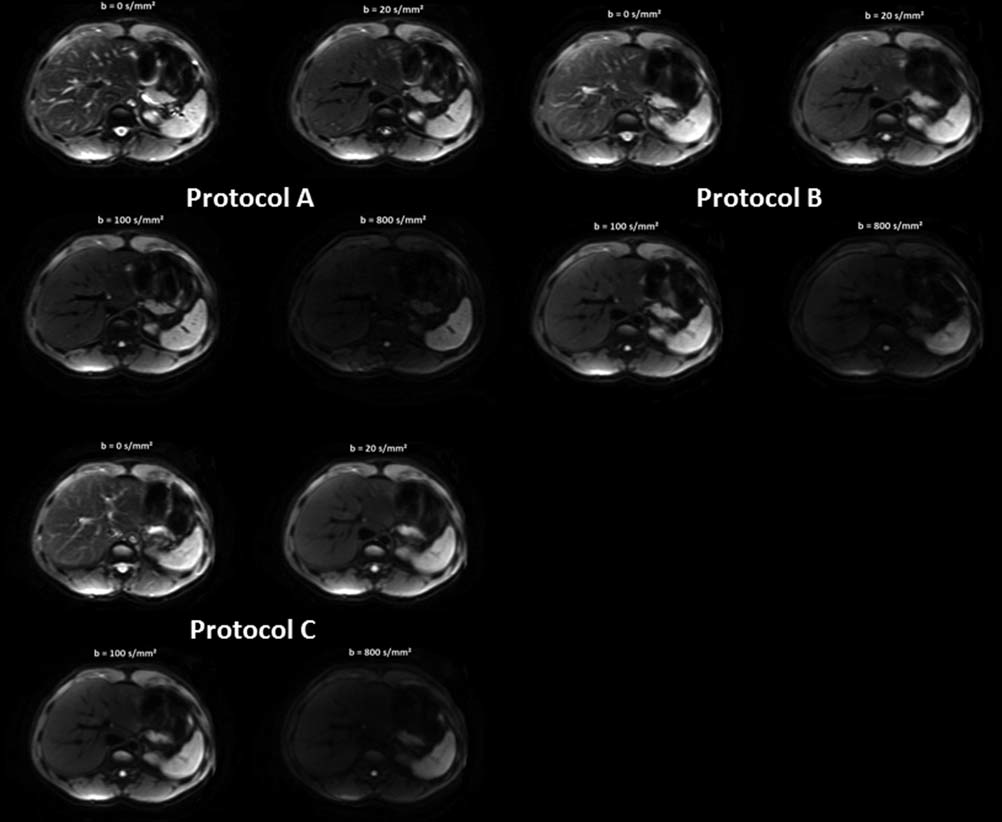 b = 0 s/mm²
b = 20 s/mm²
b = 0 s/mm²
b = 20 s/mm²
Protocol A
Protocol B
b = 100 s/mm²
b = 800 s/mm²
b = 100 s/mm²
b = 800 s/mm²
b = 0 s/mm²
b = 20 s/mm²
Protocol C
b = 100 s/mm²
b = 800 s/mm²